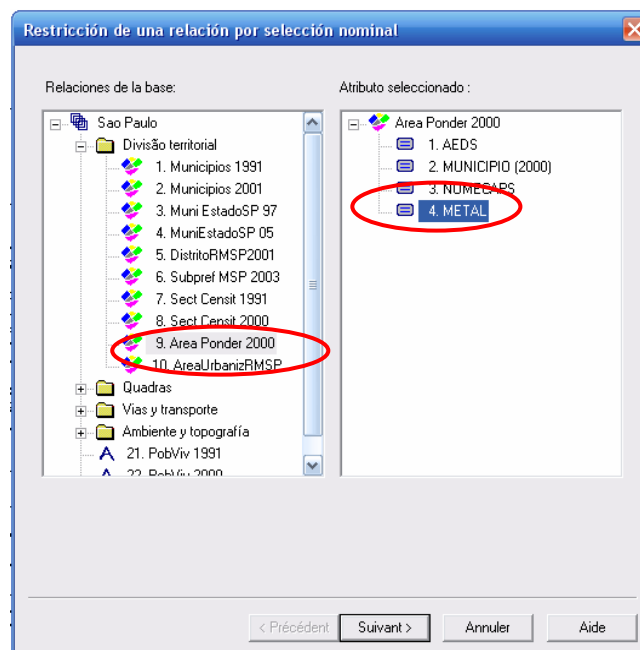 Restricción de una relación por selección nominal
Relaciones de la base:
Sao Paulo
Divisão territorial
1. Municipios 1991
2. Municipios 2001
3. Muni EstadoSP 97
4. MuniEstadoSP 05
5. DistritoRMSP2001
6. Subpref MSP 2003
7. Sect Censit 1991
8. Sect Censit 2000
9. Area Ponder 2000
10. AreaUrbanizRMSP
Quadras
Vias y transporte
Ambiente y topografía
21. PobViv 1991
22. PobViv 2000
Atributo seleccionado :
Area Ponder 2000
1. AEDS
2. MUNICIPIO (2000)
3. NUMECAPS
4. METAL
< Précédent
Suivant >
Annuler
Aide